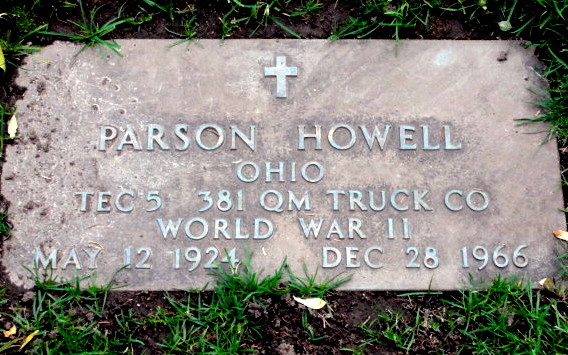 PARSON HOWELL
OHIO
TEC 5 381 QM TRUCK CO
WORLD WAR II
MAY 12 1924 DEC 28 1966